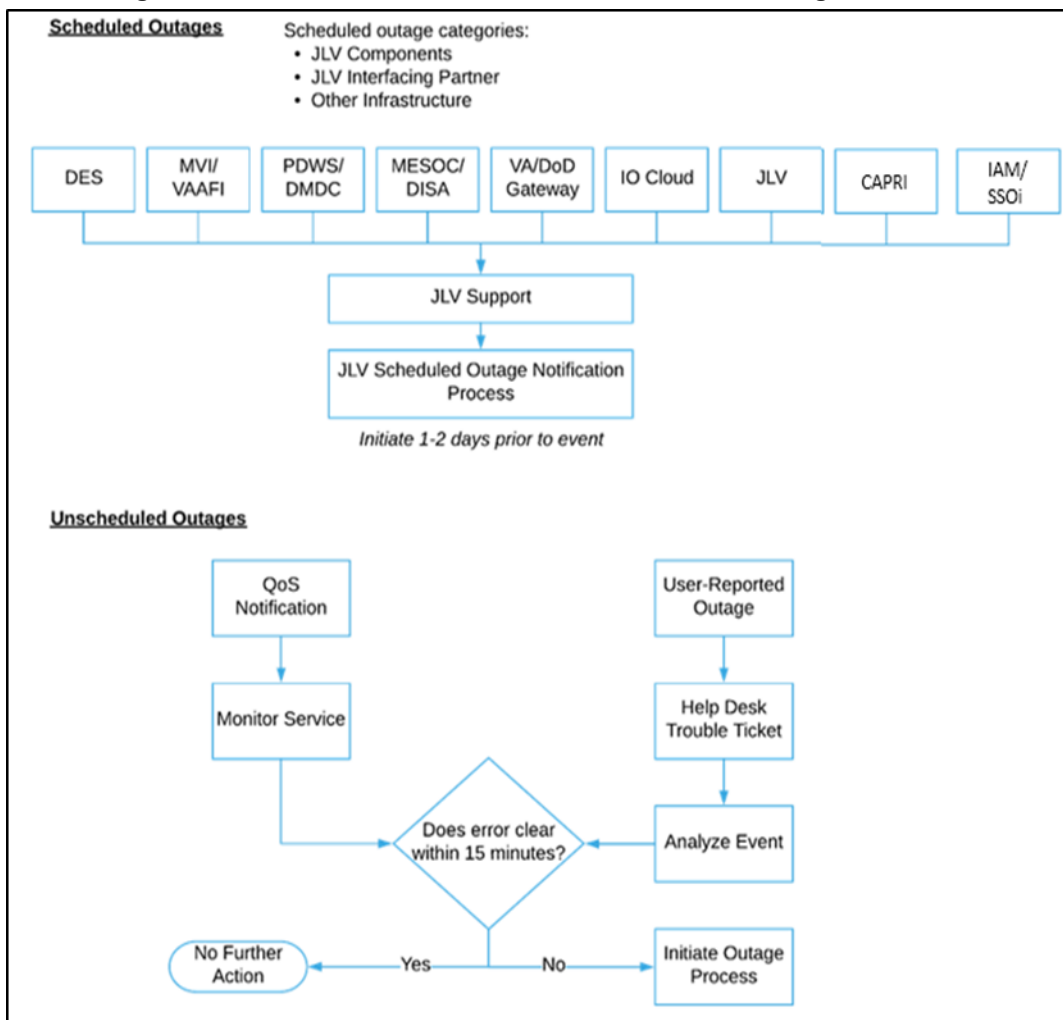 Scheduled Outages
Scheduled outage categories:
• JLV Components
• JLV Interfacing Partner
• Other Infrastructure
DES
MVI/
VAAFI
PDWS/
DMDC
MESOC/
DISA
VA/DoD
Gateway
IO Cloud
JLV
CAPRI
IAM/
SSOi
JLV Support
JLV Scheduled Outage Notification
Process
Initiate 1-2 days prior to event
Unscheduled Outages
QoS
Notification
User-Reported
Outage
Monitor Service
Help Desk
Trouble Ticket
Does error clear
within 15 minutes?
Analyze Event
No Further
Action
Yes
No
Initiate Outage
Process